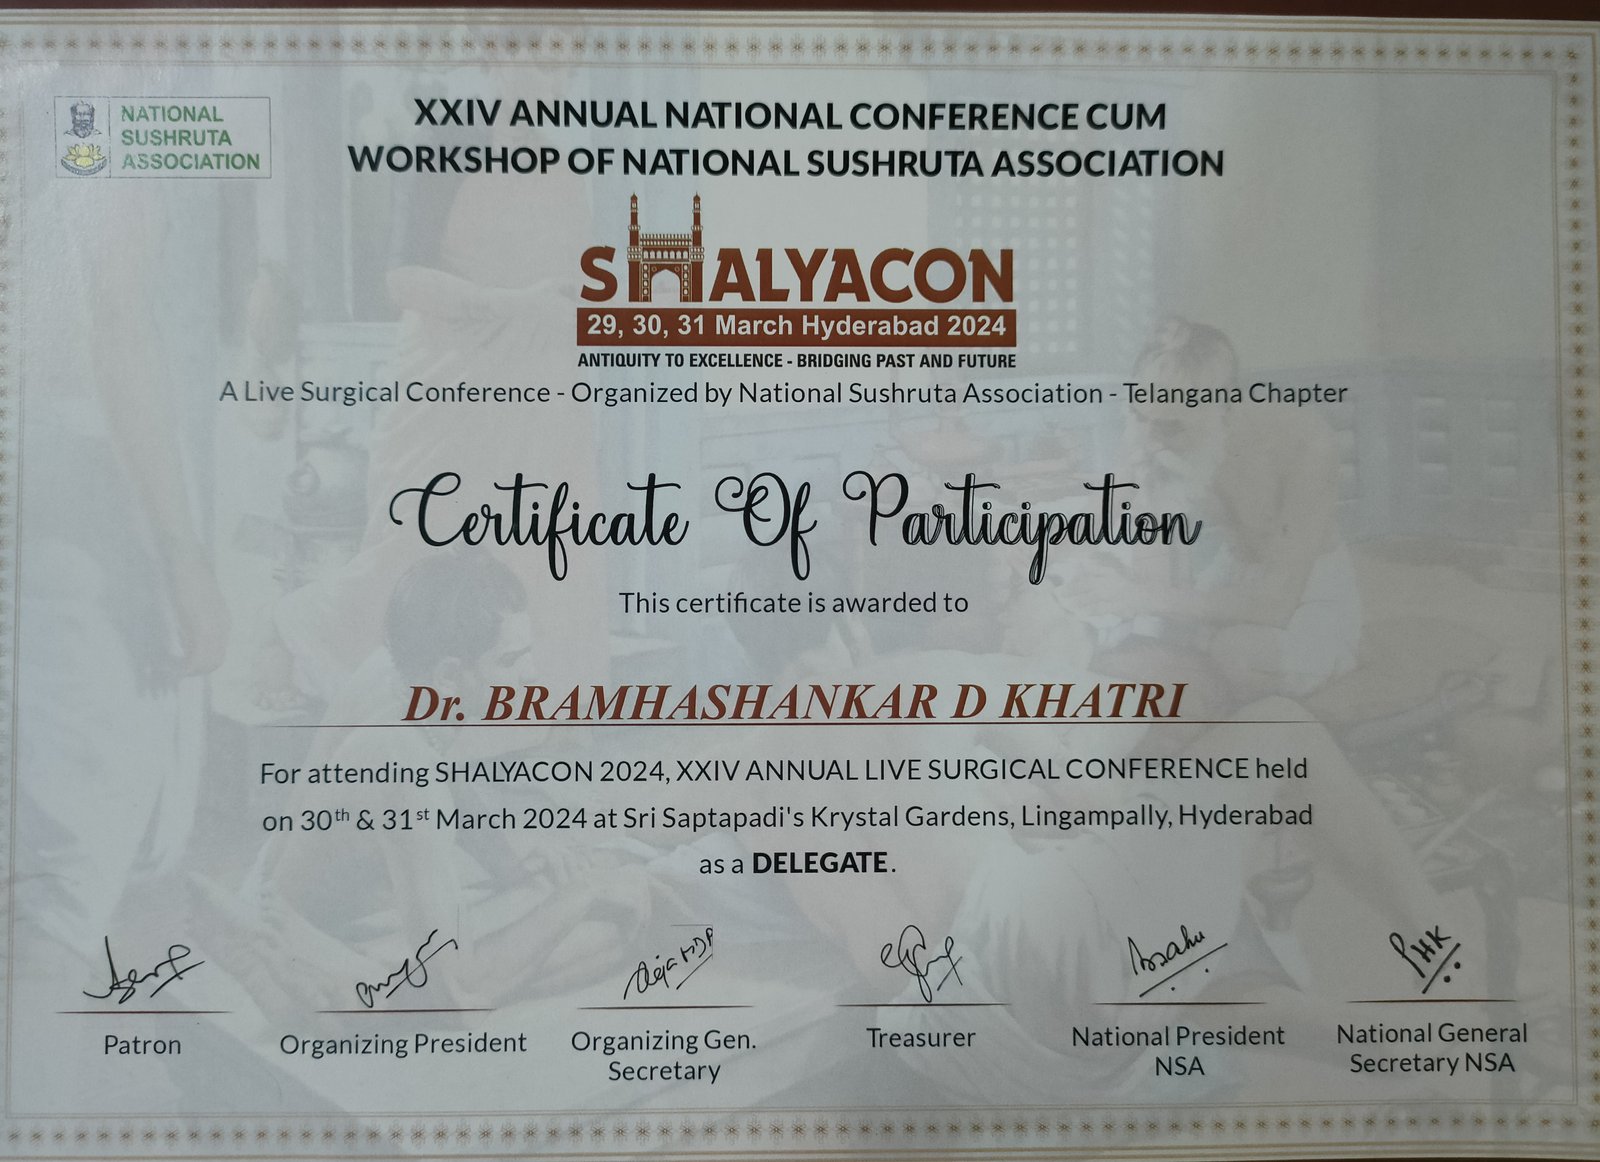 NATIONAL
SUSHRUTA
ASSOCIATION
XXIV ANNUAL NATIONAL CONFERENCE CUM
WORKSHOP OF NATIONAL SUSHRUTA ASSOCIATION
SHALYACON
29, 30, 31 March Hyderabad 2024
ANTIQUITY TO EXCELLENCE - BRIDGING PAST AND FUTURE
A Live Surgical Conference - Organized by National Sushruta Association - Telangana Chapter
Certificate Of Participation
This certificate is awarded to
Dr. BRAMHASHANKAR D KHATRI
For attending SHALYACON 2024, XXIV ANNUAL LIVE SURGICAL CONFERENCE held
on 30th & 31st March 2024 at Sri Saptapadi's Krystal Gardens, Lingampally, Hyderabad
as a DELEGATE.
Patron
Organizing President
Organizing Gen.
Secretary
Treasurer
National President
NSA
National General
Secretary NSA